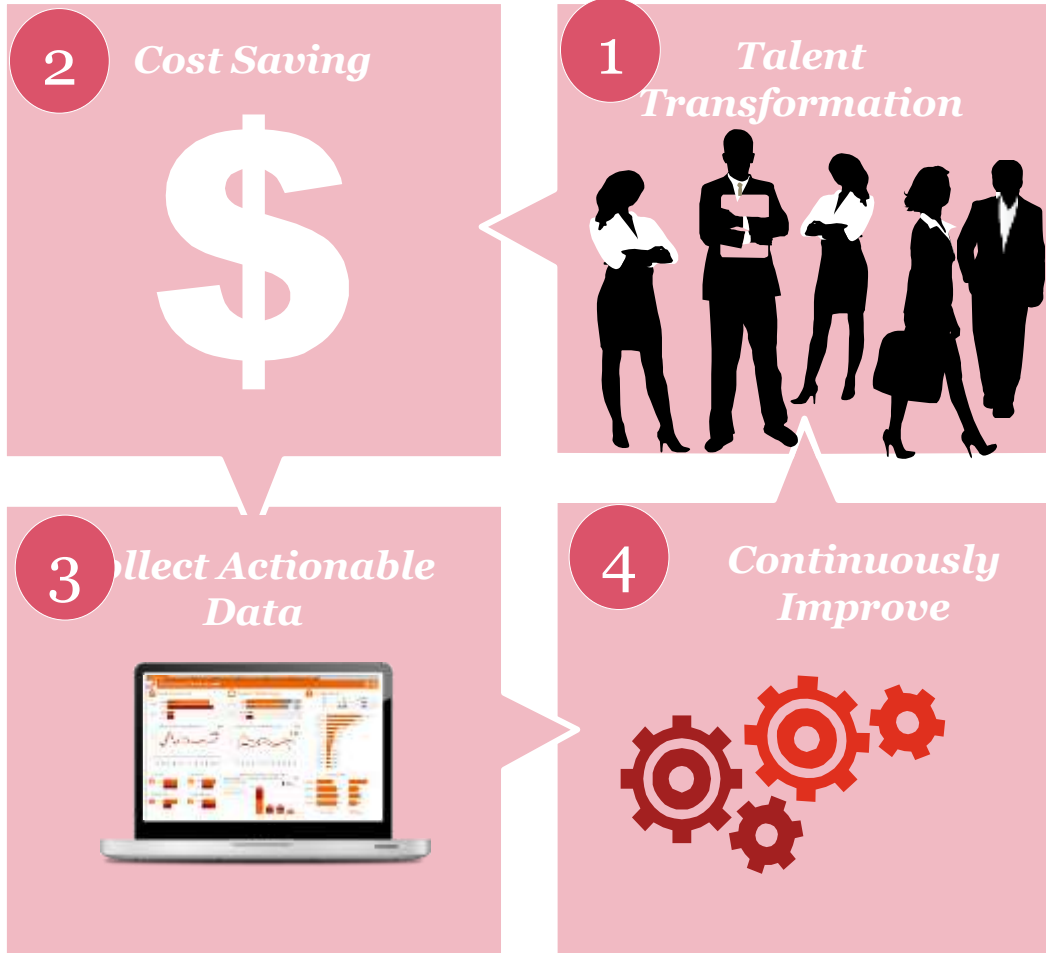 2
Cost Saving
1
Talent
Transformation
$
3
ollect Actionable
Data
4
Continuously
Improve